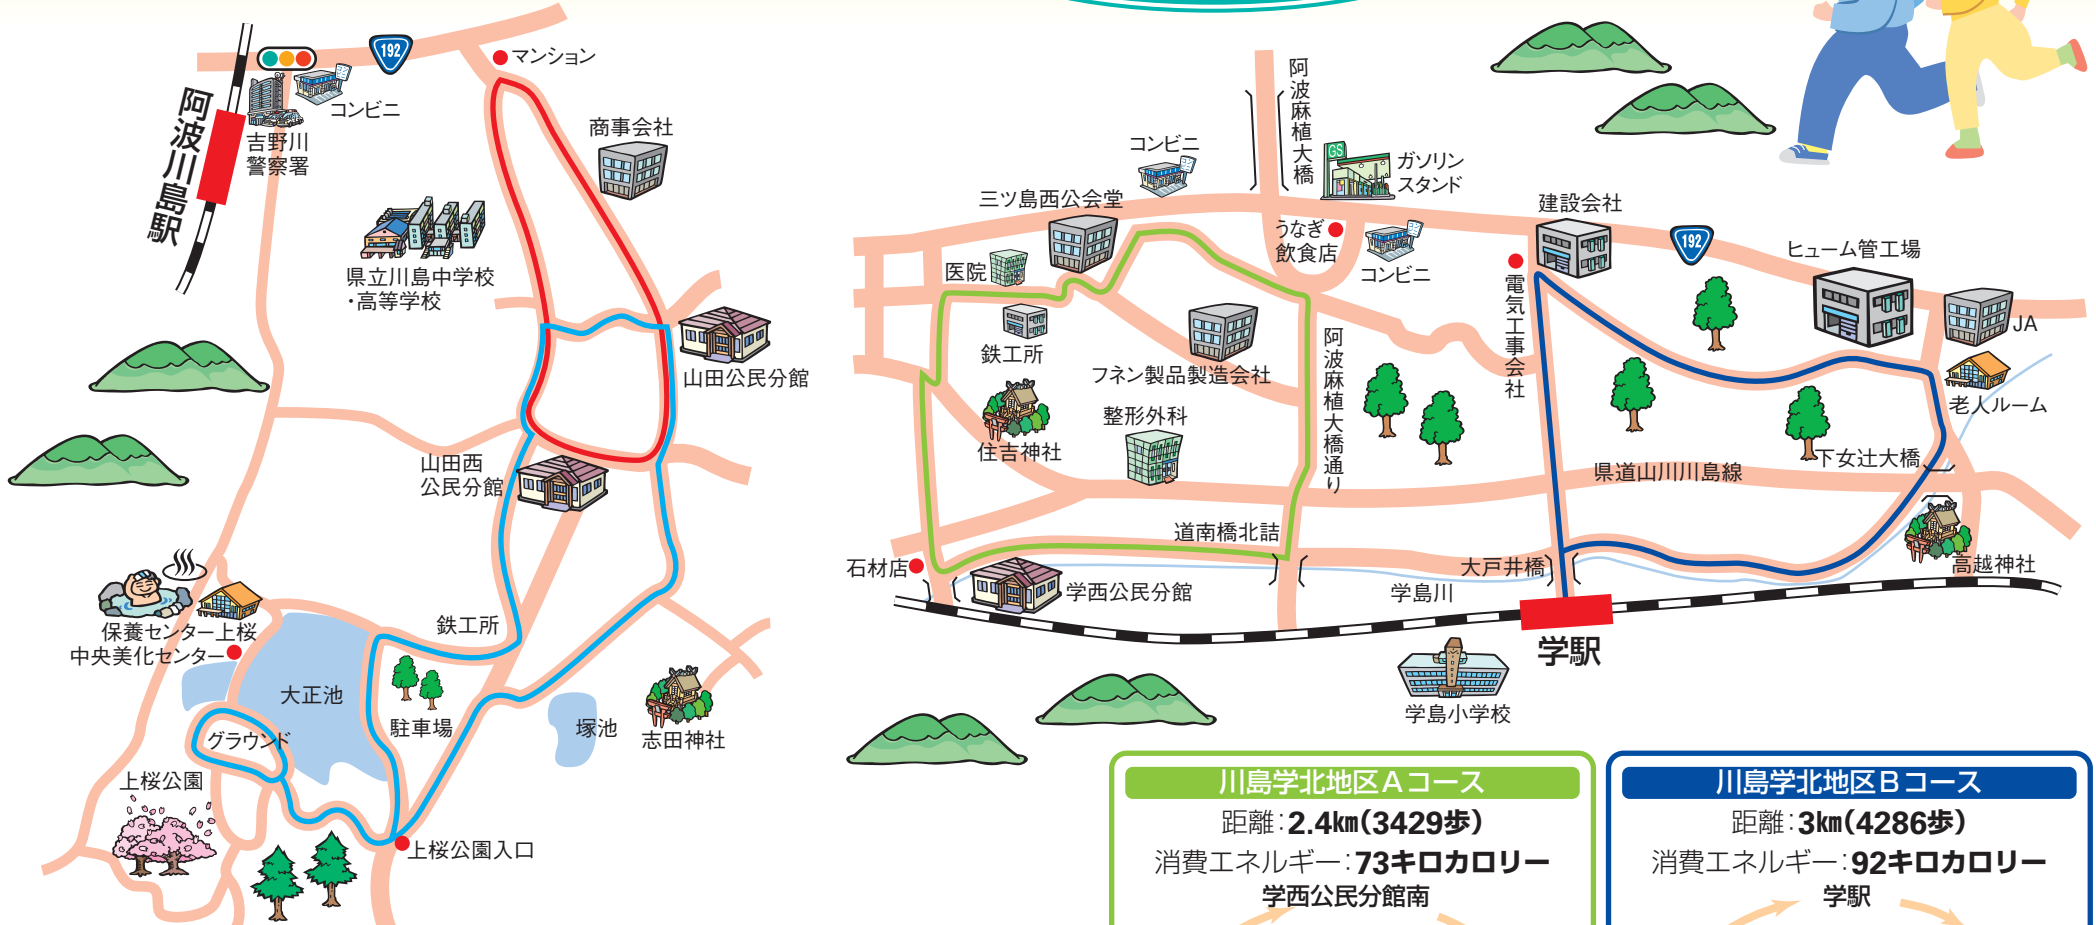 192
マンション
コンビニ
阿波川島駅
吉野川
警察署
商事会社
県立川島中学校
・高等学校
山田公民分館
山田西
公民分館
保養センター上桜
中央美化センター
鉄工所
大正池
駐車場
グラウンド
塚池
志田神社
上桜公園
上桜公園入口
阿波麻植大橋
コンビニ
GS
ガソリン
スタンド
三ツ島西公会堂
うなぎ
飲食店
コンビニ
建設会社
192
ヒューム管工場
医院
電気工事会社
JA
鉄工所
フネン製品製造会社
阿波麻植大橋通り
老人ルーム
住吉神社
整形外科
下女辻大橋
県道山川川島線
道南橋北詰
石材店
学西公民分館
学島川
大戸井橋
高越神社
学駅
学島小学校
川島学北地区Aコース
距離:2.4km(3429歩)
消費エネルギー:73キロカロリー
学西公民分館南
川島学北地区Bコース
距離:3km(4286歩)
消費エネルギー:92キロカロリー
学駅